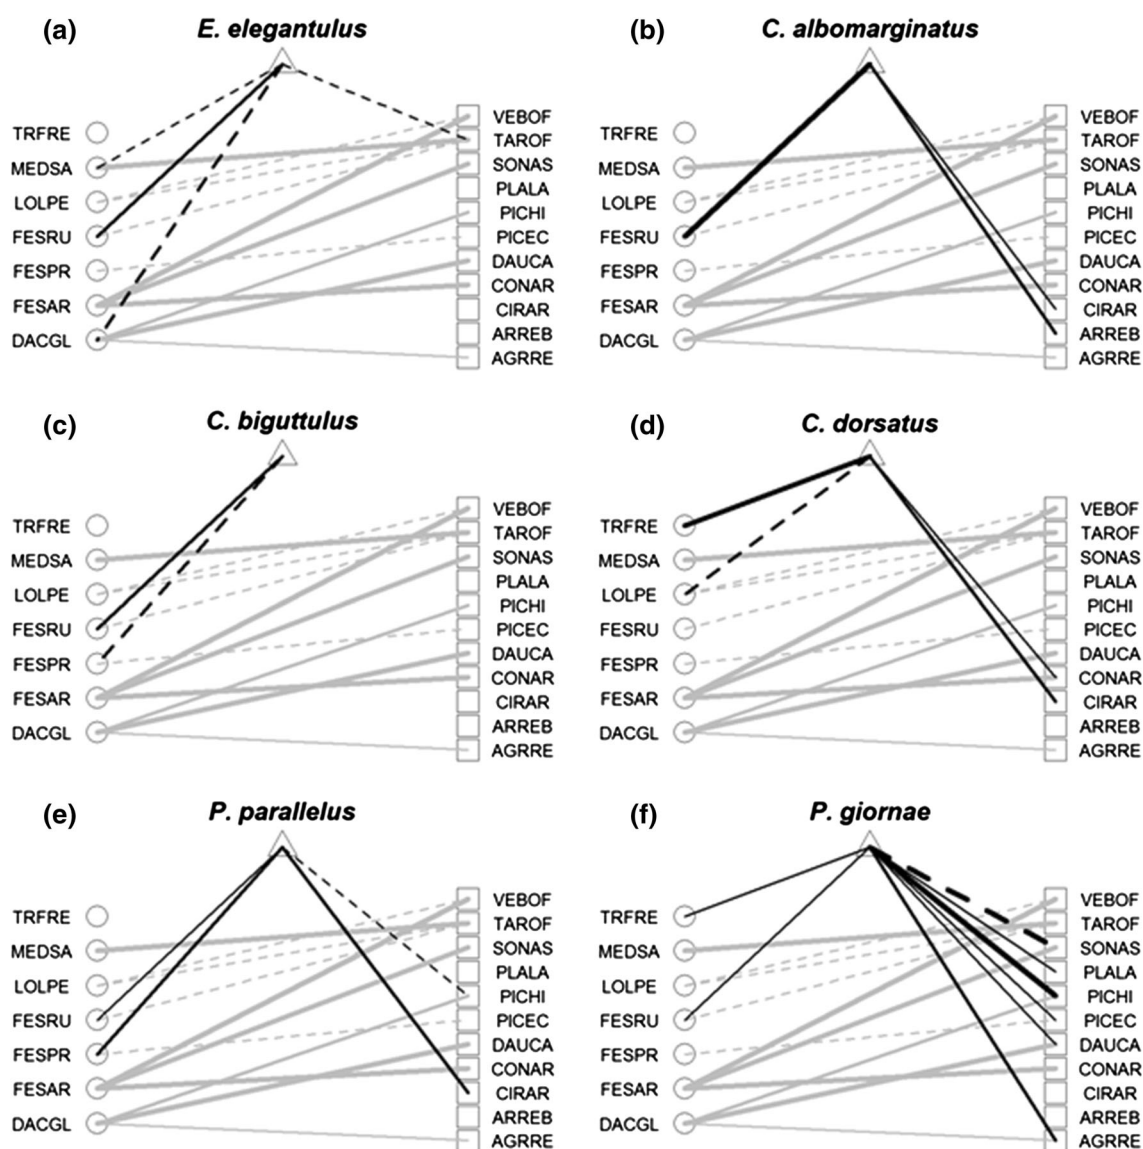 (a) E. elegantulus
TRFRE
MEDSA
LOLPE
FESRU
FESPR
FESAR
DACGL
VEBOF
TAROF
SONAS
PLALA
PICHI
PICEC
DAUCA
CONAR
CIRAR
ARREB
AGRRE
(b) C. albomarginatus
TRFRE
MEDSA
LOLPE
FESRU
FESPR
FESAR
DACGL
VEBOF
TAROF
SONAS
PLALA
PICHI
PICEC
DAUCA
CONAR
CIRAR
ARREB
AGRRE
(c) C. biguttulus
TRFRE
MEDSA
LOLPE
FESRU
FESPR
FESAR
DACGL
VEBOF
TAROF
SONAS
PLALA
PICHI
PICEC
DAUCA
CONAR
CIRAR
ARREB
AGRRE
(d) C. dorsatus
TRFRE
MEDSA
LOLPE
FESRU
FESPR
FESAR
DACGL
VEBOF
TAROF
SONAS
PLALA
PICHI
PICEC
DAUCA
CONAR
CIRAR
ARREB
AGRRE
(e) P. parallelus
TRFRE
MEDSA
LOLPE
FESRU
FESPR
FESAR
DACGL
VEBOF
TAROF
SONAS
PLALA
PICHI
PICEC
DAUCA
CONAR
CIRAR
ARREB
AGRRE
(f) P. giornae
TRFRE
MEDSA
LOLPE
FESRU
FESPR
FESAR
DACGL
VEBOF
TAROF
SONAS
PLALA
PICHI
PICEC
DAUCA
CONAR
CIRAR
ARREB
AGRRE